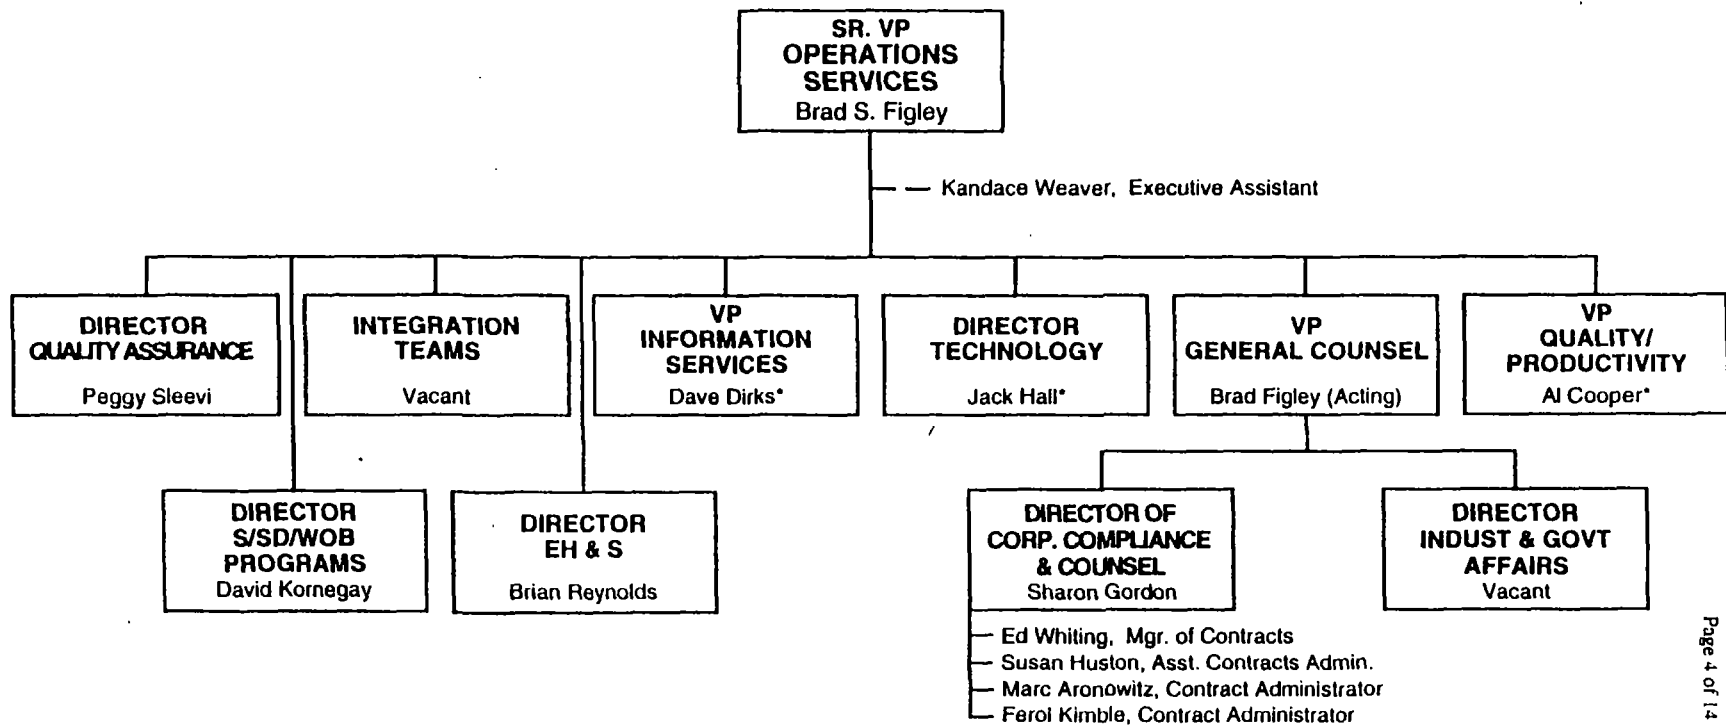 SR. VP
OPERATIONS
SERVICES
Brad S. Figley
Kandace Weaver, Executive Assistant
DIRECTOR
QUALITY ASSURANCE
Peggy Sleevi
INTEGRATION
TEAMS
Vacant
VP
INFORMATION
SERVICES
Dave Dirks*
DIRECTOR
TECHNOLOGY
Jack Hall*
VP
GENERAL COUNSEL
Brad Figley (Acting)
VP
QUALITY/
PRODUCTIVITY
Al Cooper*
DIRECTOR
S/SD/WOB
PROGRAMS
David Kornegay
DIRECTOR
EH & S
Brian Reynolds
DIRECTOR OF
CORP. COMPLIANCE
& COUNSEL
Sharon Gordon
DIRECTOR
INDUST & GOVT
AFFAIRS
Vacant
Ed Whiting, Mgr. of Contracts
Susan Huston, Asst. Contracts Admin.
Marc Aronowitz, Contract Administrator
Ferol Kimble, Contract Administrator
Page 4 of 14